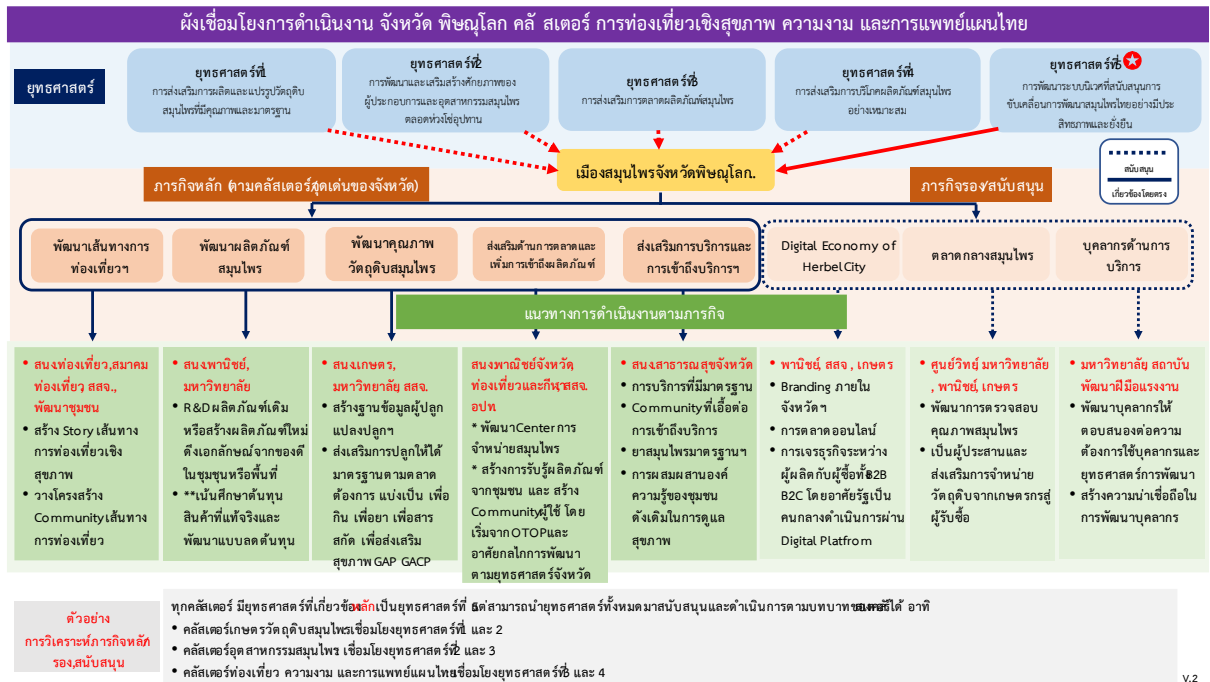 ผังเชื่อมโยงการดำเนินงาน จังหวัด พิษณุโลก คลัสเตอร์ การท่องเที่ยวเชิงสุขภาพ ความงาม และการแพทย์แผนไทย
ยุทธศาสตร์
ยุทธศาสตร์ที่1
การส่งเสริมการผลิตและแปรรูปวัตถุดิบ
สมุนไพรที่มีคุณภาพและมาตรฐาน
ยุทธศาสตร์ที่2
การพัฒนาและเสริมสร้างศักยภาพของ
ผู้ประกอบการและอุตสาหกรรมสมุนไพร
ตลอดห่วงโซ่อุปทาน
ยุทธศาสตร์ที่3
การส่งเสริมการตลาดผลิตภัณฑ์สมุนไพร
ยุทธศาสตร์ที่4
การส่งเสริมการบริโภคผลิตภัณฑ์สมุนไพร
อย่างเหมาะสม
ยุทธศาสตร์ที่5
การพัฒนาระบบนิเวศที่สนับสนุนการ
ขับเคลื่อนการพัฒนาสมุนไพรไทยอย่างมีประ
สิทธภาพและยั่งยืน
เมืองสมุนไพรจังหวัดพิษณุโลก.
สนับสนุน
เกี่ยวข้องโดยตรง
ภารกิจหลัก (ตามคลัสเตอร์/จุดเด่นของจังหวัด)
ภารกิจรอง/สนับสนุน
พัฒนาเส้นทางการ
ท่องเที่ยวฯ
พัฒนาผลิตภัณฑ์
สมุนไพร
พัฒนาคุณภาพ
วัตถุดิบสมุนไพร
ส่งเสริมด้านการตลาดและ
เพิ่มการเข้าถึงผลิตภัณฑ์
ส่งเสริมการบริการและ
การเข้าถึงบริการฯ
Digital Economy of
Herbel City
ตลาดกลางสมุนไพร
บุคลากรด้านการ
บริการ
แนวทางการดำเนินงานตามภารกิจ
• สนง.ท่องเที่ยว,สมาคม
ท่องเที่ยว, สสจ.,
พัฒนาชุมชน
• สร้าง Story เส้นทาง
การท่องเที่ยวเชิง
สุขภาพ
• วางโครงสร้าง
Community เส้นทาง
การท่องเที่ยว
• สนง.พานิชย์,
มหาวิทยาลัย
• R&D ผลิตภัณฑ์เดิม
หรือสร้างผลิตภัณฑ์ใหม่
ดึงเอกลักษณ์จากของดี
ในชุมชนหรือพื้นที่
• **เน้นศึกษาต้นทุน
สินค้าที่แท้จริงและ
พัฒนาแบบลดต้นทุน
• สนง.เกษตร,
มหาวิทยาลัย, สสจ.
• สร้างฐานข้อมูลผู้ปลูก
แปลงปลูกฯ
• ส่งเสริมการปลูกให้ได้
มาตรฐานตามตลาด
ต้องการ แบ่งเป็น เพื่อ
กิน เพื่อยา เพื่อสาร
สกัด เพื่อส่งเสริม
สุขภาพ GAP GACP
สนง.พาณิชย์จังหวัด,
ท่องเที่ยวและกีฬา,สสจ.
อปท.
* พัฒนา Center การ
จำหน่ายสมุนไพร
* สร้างการรับรู้ผลิตภัณฑ์
จากชุมชน และ สร้าง
Community ผู้ใช้ โดย
เริ่มจาก OTOP และ
อาศัยกลไกการพัฒนา
ตามยุทธศาสตร์จังหวัด
• สนง.สาธารณสุขจังหวัด
• การบริการที่มีมาตรฐาน
• Community ที่เอื้อต่อ
การเข้าถึงบริการ
• ยาสมุนไพรมาตรฐานฯ
• การผสมผสานองค์
ความรู้ของชุมชน
ดังเดิมในการดูแล
สุขภาพ
• พานิชย์, สสจ , เกษตร
• Branding ภายใน
จังหวัดฯ
• การตลาดออนไลน์
• การเจรธุรกิจระหว่าง
ผู้ผลิตกับผู้ซื้อทั้ง B2B
B2C โดยอาศัยรัฐเป็น
คนกลางดำเนินการผ่าน
Digital Platfrom
• ศูนย์วิทย์, มหาวิทยาลัย
, พานิชย์, เกษตร
• พัฒนาการตรวจสอบ
คุณภาพสมุนไพร
• เป็นผู้ประสานและ
ส่งเสริมการจำหน่าย
วัตถุดิบจากเกษตรกรสู่
ผู้รับซื้อ
• มหาวิทยาลัย, สถาบัน
พัฒนาฝีมือแรงงาน
• พัฒนาบุคลากรให้
ตอบสนองต่อความ
ต้องการใช้บุคลากรและ
ยุทธศาสตร์การพัฒนา
• สร้างความน่าเชื่อถือใน
การพัฒนาบุคลากร
ตัวอย่าง
การวิเคราะห์ภารกิจหลัก/
รอง,สนับสนุน
ทุกคลัสเตอร์ มียุทธศาสตร์ที่เกี่ยวข้องหลักเป็นยุทธศาสตร์ที่ 5 แต่สามารถนำยุทธศาสตร์ทั้งหมดมาสนับสนุนและดำเนินการตามบทบาทของตนเองได้ อาทิ
• คลัสเตอร์เกษตรวัตถุดิบสมุนไพร: เชื่อมโยงยุทธศาสตร์ที่1 และ 2
• คลัสเตอร์อุตสาหกรรมสมุนไพร: เชื่อมโยงยุทธศาสตร์ที่2 และ 3
• คลัสเตอร์ท่องเที่ยว ความงาม และการแพทย์แผนไทย: เชื่อมโยงยุทธศาสตร์ที่3 และ 4
V.2